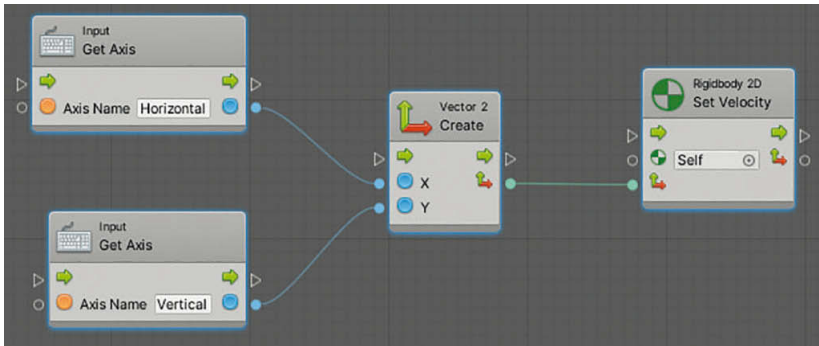 Input
Get Axis
Axis Name Horizontal
Input
Get Axis
Axis Name Vertical
Vector 2
Create
X
Y
Rigidbody 2D
Set Velocity
Self